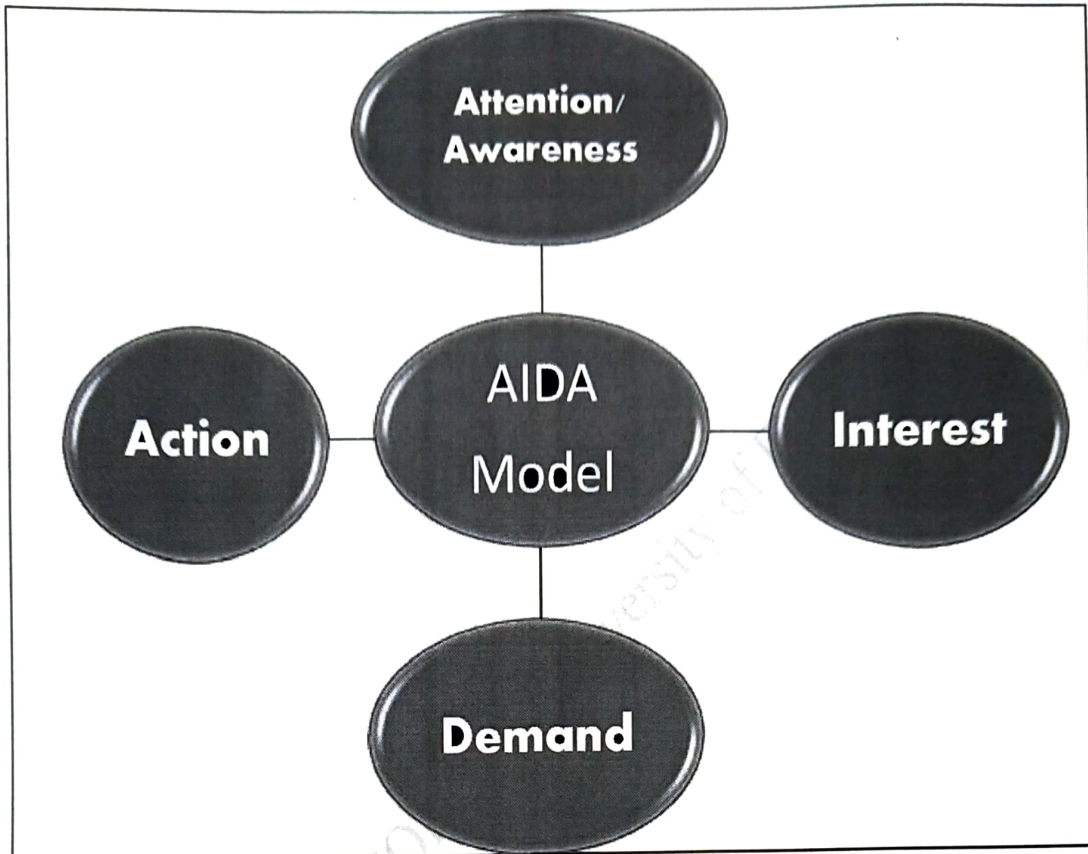 Attention/
Awareness
AIDA
Model
Action
Interest
Demand